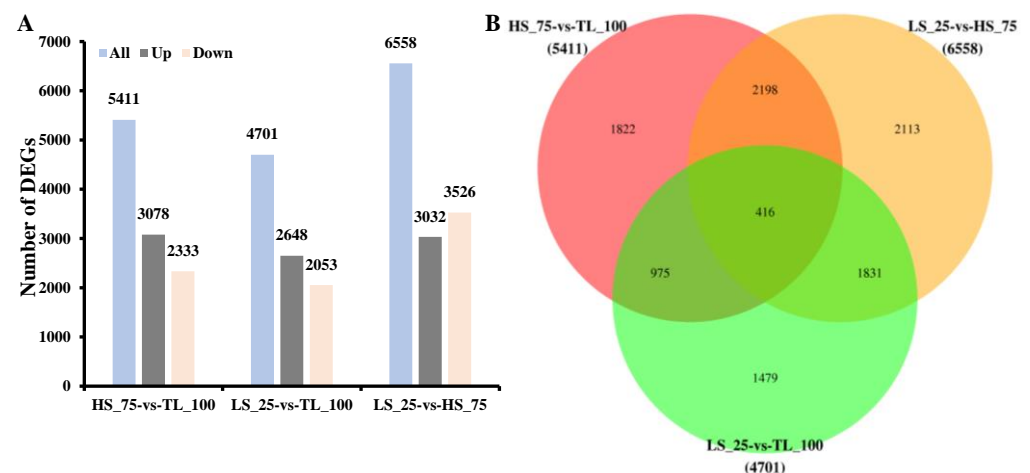 A
Number of DEGs
7000
6000
5000
4000
3000
2000
1000
0
All Up Down
5411
3078
2333
4701
2648
2053
6558
3032
3526
HS_75-vs-TL_100
LS_25-vs-TL_100
LS_25-vs-HS_75
B
HS_75-vs-TL_100
(5411)
LS_25-vs-HS_75
(6558)
2198
1822
2113
416
975
1831
1479
LS_25-vs-TL_100
(4701)